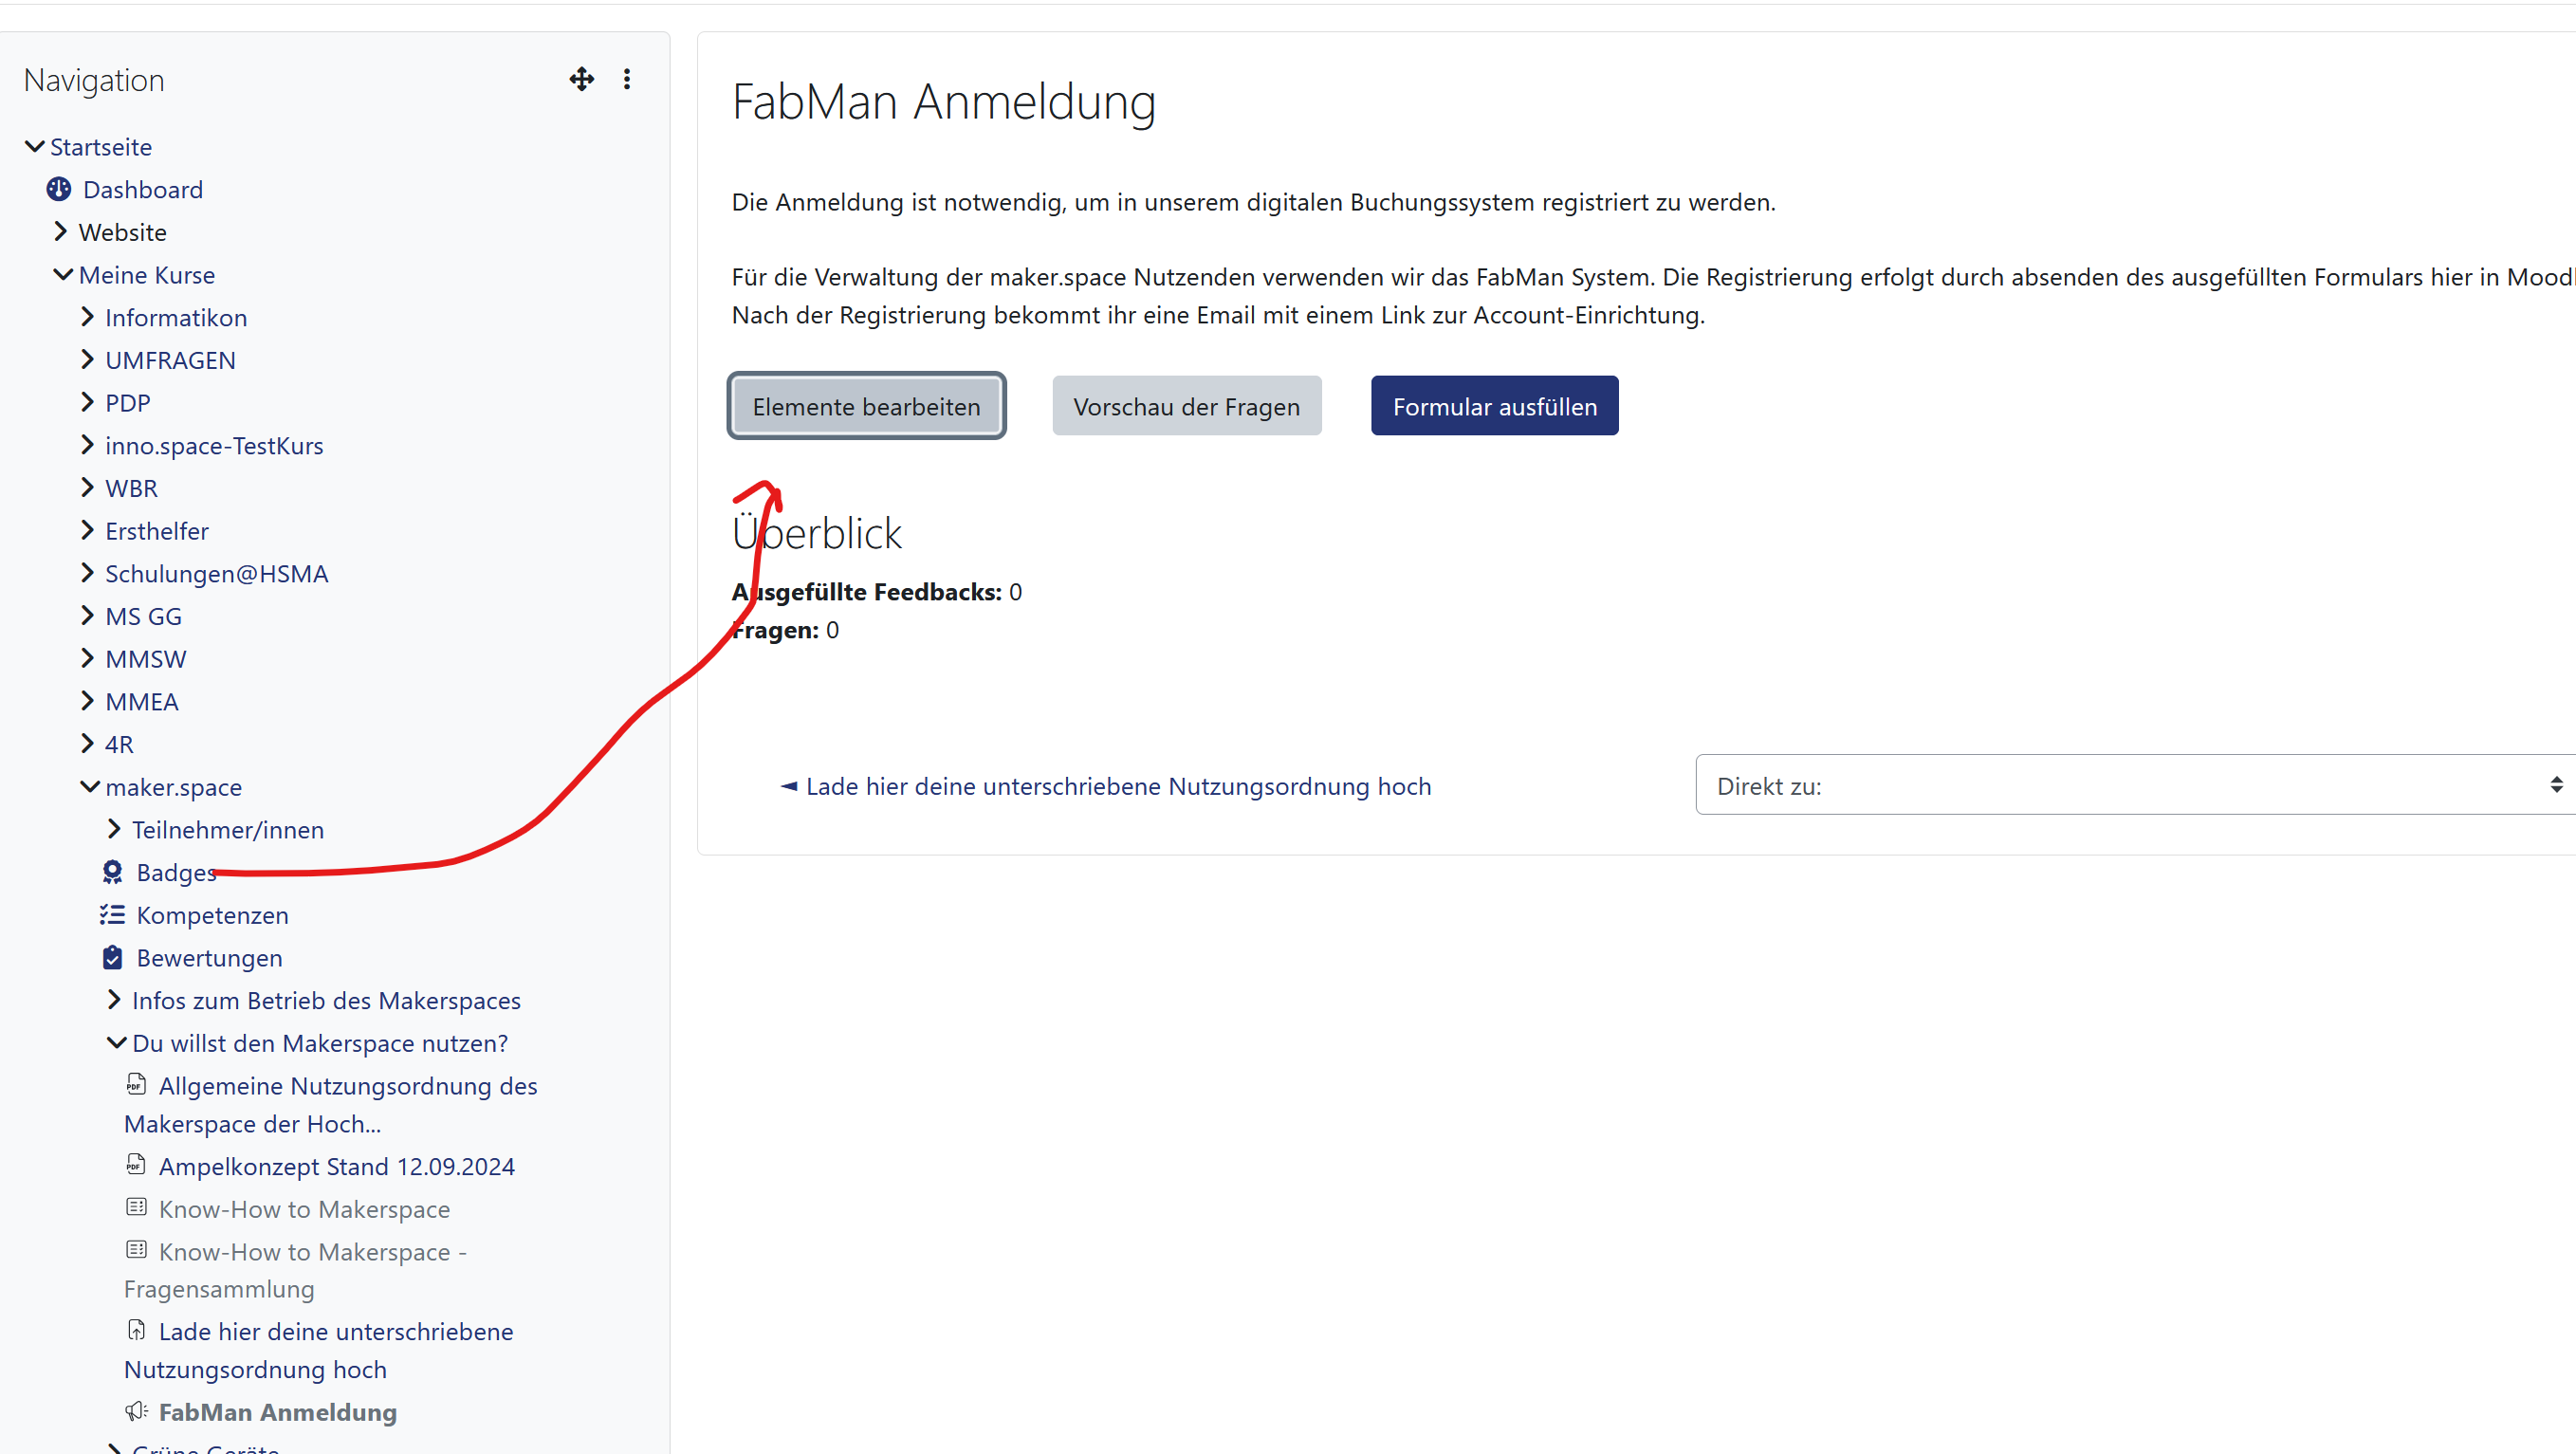 Navigation
Startseite
Dashboard
Website
Meine Kurse
Informatikon
UMFRAGEN
PDP
inno.space-TestKurs
WBR
Ersthelfer
Schulungen@HSMA
MS GG
MMSW
MMEA
4R
maker.space
Teilnehmer/innen
Badges
Kompetenzen
Bewertungen
Infos zum Betrieb des Makerspaces
Du willst den Makerspace nutzen?
Allgemeine Nutzungsordnung des
Makerspace der Hoch...
Ampelkonzept Stand 12.09.2024
Know-How to Makerspace
Know-How to Makerspace -
Fragensammlung
Lade hier deine unterschriebene
Nutzungsordnung hoch
FabMan Anmeldung
Grüne Geräte
FabMan Anmeldung
Die Anmeldung ist notwendig, um in unserem digitalen Buchungssystem registriert zu werden.
Für die Verwaltung der maker.space Nutzenden verwenden wir das FabMan System. Die Registrierung erfolgt durch absenden des ausgefüllten Formulars hier in Moodl
Nach der Registrierung bekommt ihr eine Email mit einem Link zur Account-Einrichtung.
Elemente bearbeiten
Vorschau der Fragen
Formular ausfüllen
Überblick
Ausgefüllte Feedbacks: 0
Fragen: 0
◄ Lade hier deine unterschriebene Nutzungsordnung hoch
Direkt zu: